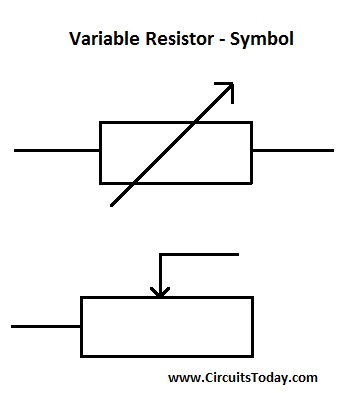 Variable Resistor - Symbol
www.CircuitsToday.com